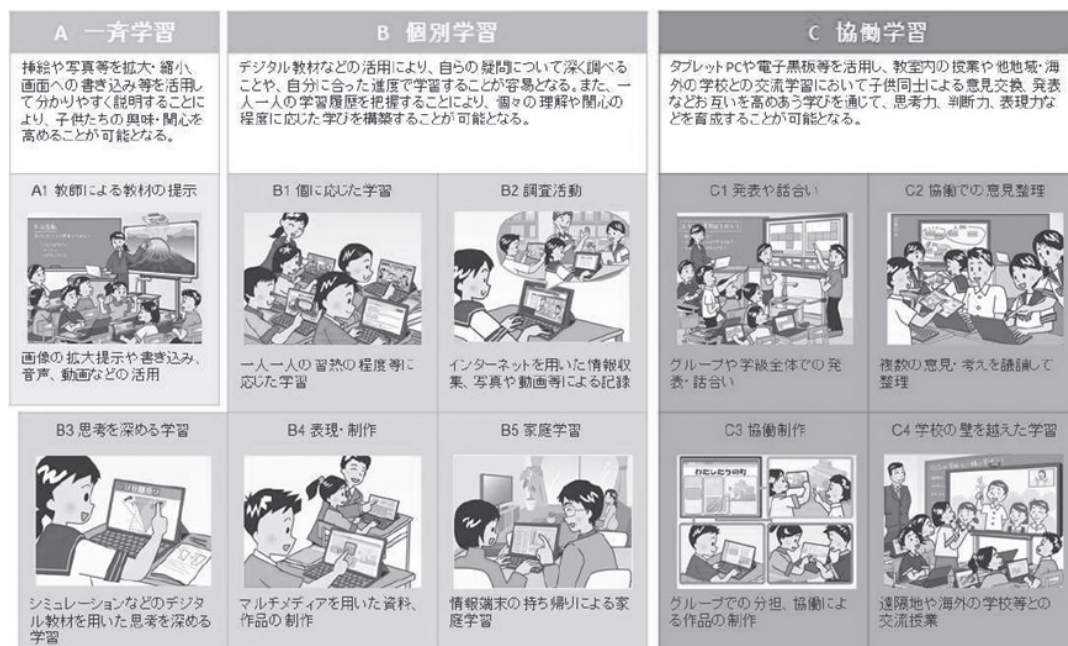 A 一斉学習
挿絵や写真等を拡大・縮小、
画面への書き込み等を活用し
て分かりやすく説明することに
より、子供たちの興味・関心を
高めることが可能となる。
B 個別学習
デジタル教材などの活用により、自らの疑問について深く調べる
ことや、自分に合った進度で学習することが容易となる。また、一
人一人の学習履歴を把握することにより、個々の理解や関心の
程度に応じた学びを構築することが可能となる。
C 協働学習
タブレットPCや電子黒板等を活用し、教室内の授業や他地域・海
外の学校との交流学習において子供同士による意見交換、発表
などお互いを高めあう学びを通じて、思考力、判断力、表現力な
どを育成することが可能となる。
A1 教師による教材の提示
画像の拡大提示や書き込み、
音声、動画などの活用
B1 個に応じた学習
一人一人の習熟の程度等に
応じた学習
B2 調査活動
インターネットを用いた情報収
集、写真や動画等による記録
C1 発表や話合い
グループや学級全体での発
表・話合い
C2 協働での意見整理
複数の意見・考えを議論して
整理
B3 思考を深める学習
シミュレーションなどのデジタ
ル教材を用いた思考を深める
学習
B4 表現・制作
マルチメディアを用いた資料、
作品の制作
B5 家庭学習
情報端末の持ち帰りによる家
庭学習
C3 協働制作
わたしたちの町
グループでの分担、協働によ
る作品の制作
C4 学校の壁を越えた学習
遠隔地や海外の学校等との
交流授業